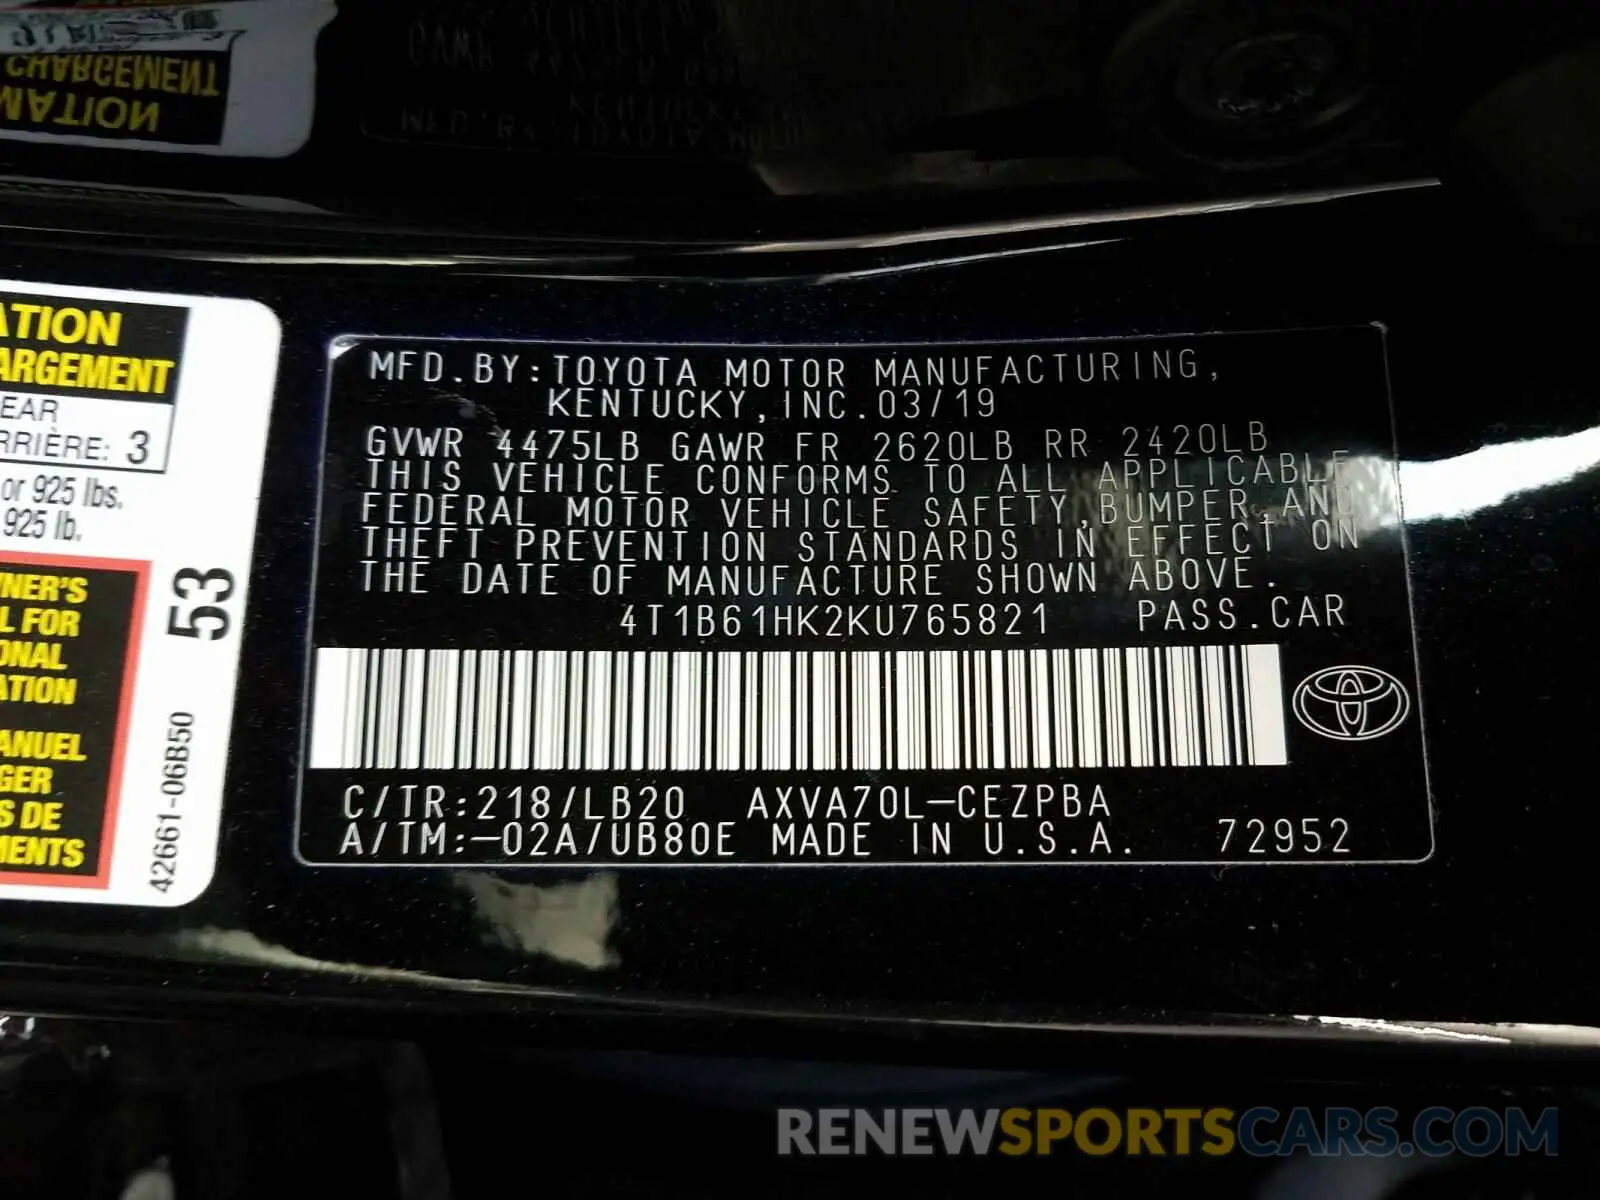 CHARGEMENT
MATION
ATION
ARGEMENT
EAR
RRIÈRE: 3
or 925 lbs.
925 lb.
NER'S
L FOR
ONAL
ATION
ANUEL
GER
S DE
MENTS
53
42661-06B50
MFD.BY:TOYOTA MOTOR MANUFACTURING,
KENTUCKY,INC.03/19
GVWR 4475LB GAWR FR 2620LB RR 2420LB
THIS VEHICLE CONFORMS TO ALL APPLICABLE
FEDERAL MOTOR VEHICLE SAFETY,BUMPER,AND
THEFT PREVENTION STANDARDS IN EFFECT ON
THE DATE OF MANUFACTURE SHOWN ABOVE.
4T1B61HK2KU765821 PASS.CAR
C/TR:218/LB20 AXVA70L-CEZPBA
A/TM:-02A/UB80E MADE IN U.S.A. 72952
RENEWSPORTSCARS.COM